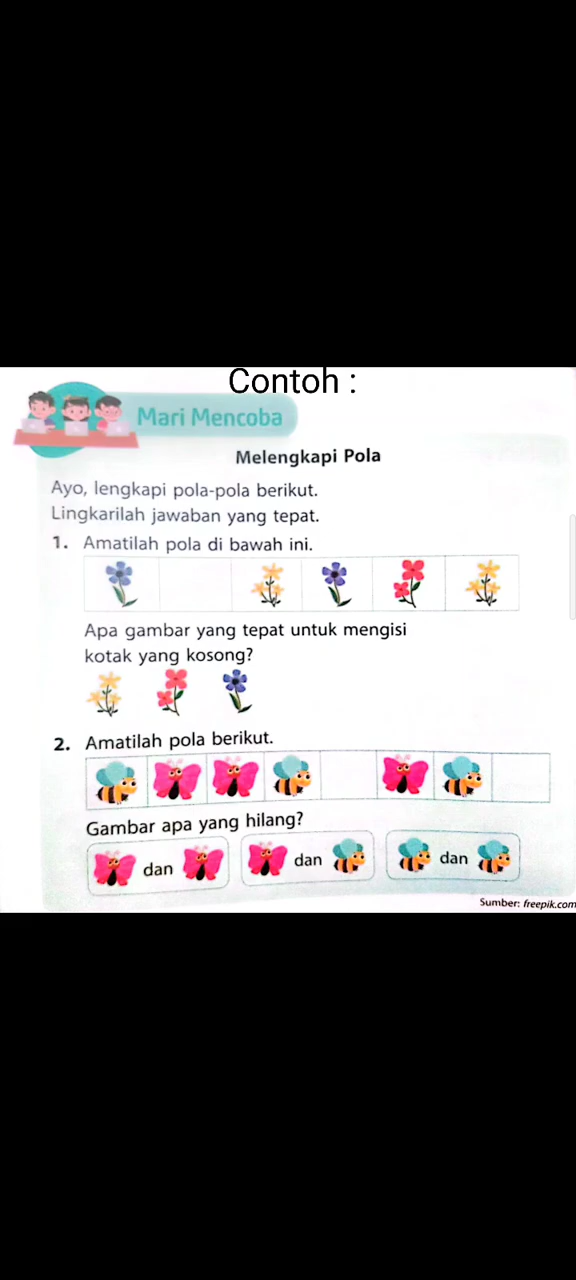 Contoh :
Mari Mencoba
Melengkapi Pola
Ayo, lengkapi pola-pola berikut.
Lingkarilah jawaban yang tepat.
1. Amatilah pola di bawah ini.
Apa gambar yang tepat untuk mengisi
kotak yang kosong?
2. Amatilah pola berikut.
Gambar apa yang hilang?
dan dan dan
Sumber: freepik.com